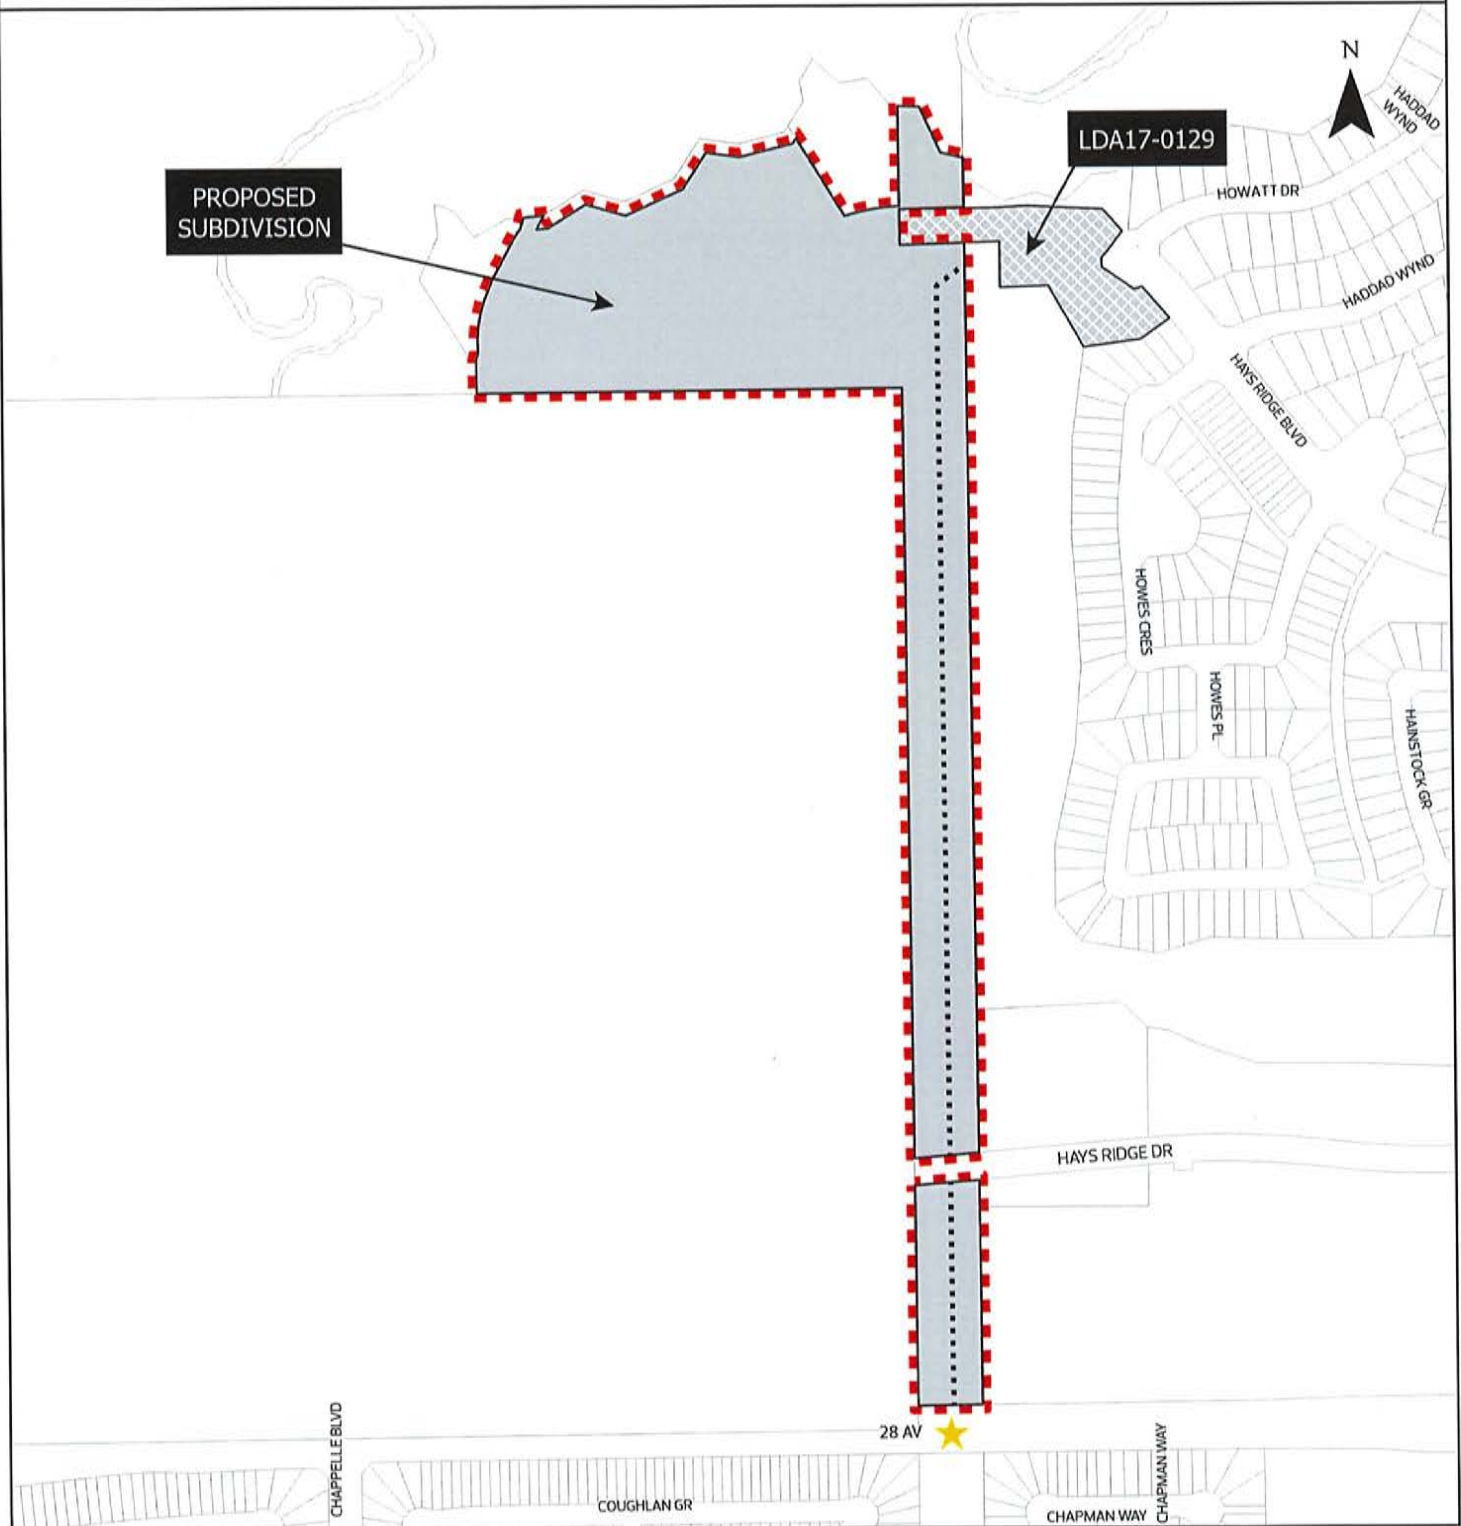 N
HADDAD
WYND
LDA17-0129
PROPOSED
SUBDIVISION
HOWATT DR
HADDAD WYND
HAYS RIDGE BLVD
HOWES CRES
HOWES PL
HAINSTOCK GR
HAYS RIDGE DR
28 AV
CHAPPELLE BLVD
CHAPMAN WAY
COUGHLAN GR
CHAPMAN WAY